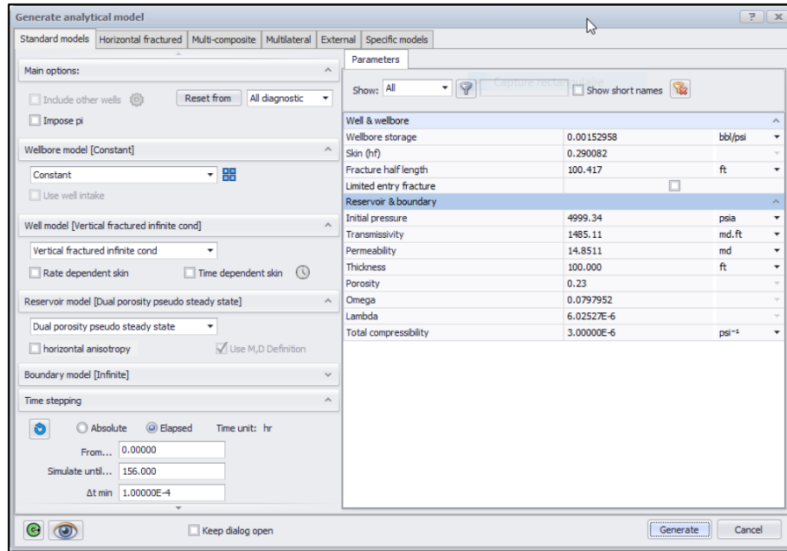 Generate analytical model
Standard models Horizontal fractured Multi-composite Multilateral External Specific models
Main options:
Include other wells Reset from All diagnostic
Impose pi
Wellbore model [Constant]
Constant
Use well intake
Well model [Vertical fractured infinite cond]
Vertical fractured infinite cond
Rate dependent skin Time dependent skin
Reservoir model [Dual porosity pseudo steady state]
Dual porosity pseudo steady state
horizontal anisotropy Use M,D Definition
Boundary model [Infinite]
Time stepping
Absolute Elapsed Time unit: hr
From... 0.00000
Simulate until... 156.000
Δt min 1.00000E-4
Parameters
Show: All Capture rectangulaire Show short names
Well & wellbore
Wellbore storage 0.00152958 bbl/psi
Skin (hf) 0.290082
Fracture half length 100.417 ft
Limited entry fracture
Reservoir & boundary
Initial pressure 4999.34 psia
Transmissivity 1485.11 md.ft
Permeability 14.8511 md
Thickness 100.000 ft
Porosity 0.23
Omega 0.0797952
Lambda 6.02527E-6
Total compressibility 3.00000E-6 psi⁻¹
Keep dialog open Generate Cancel